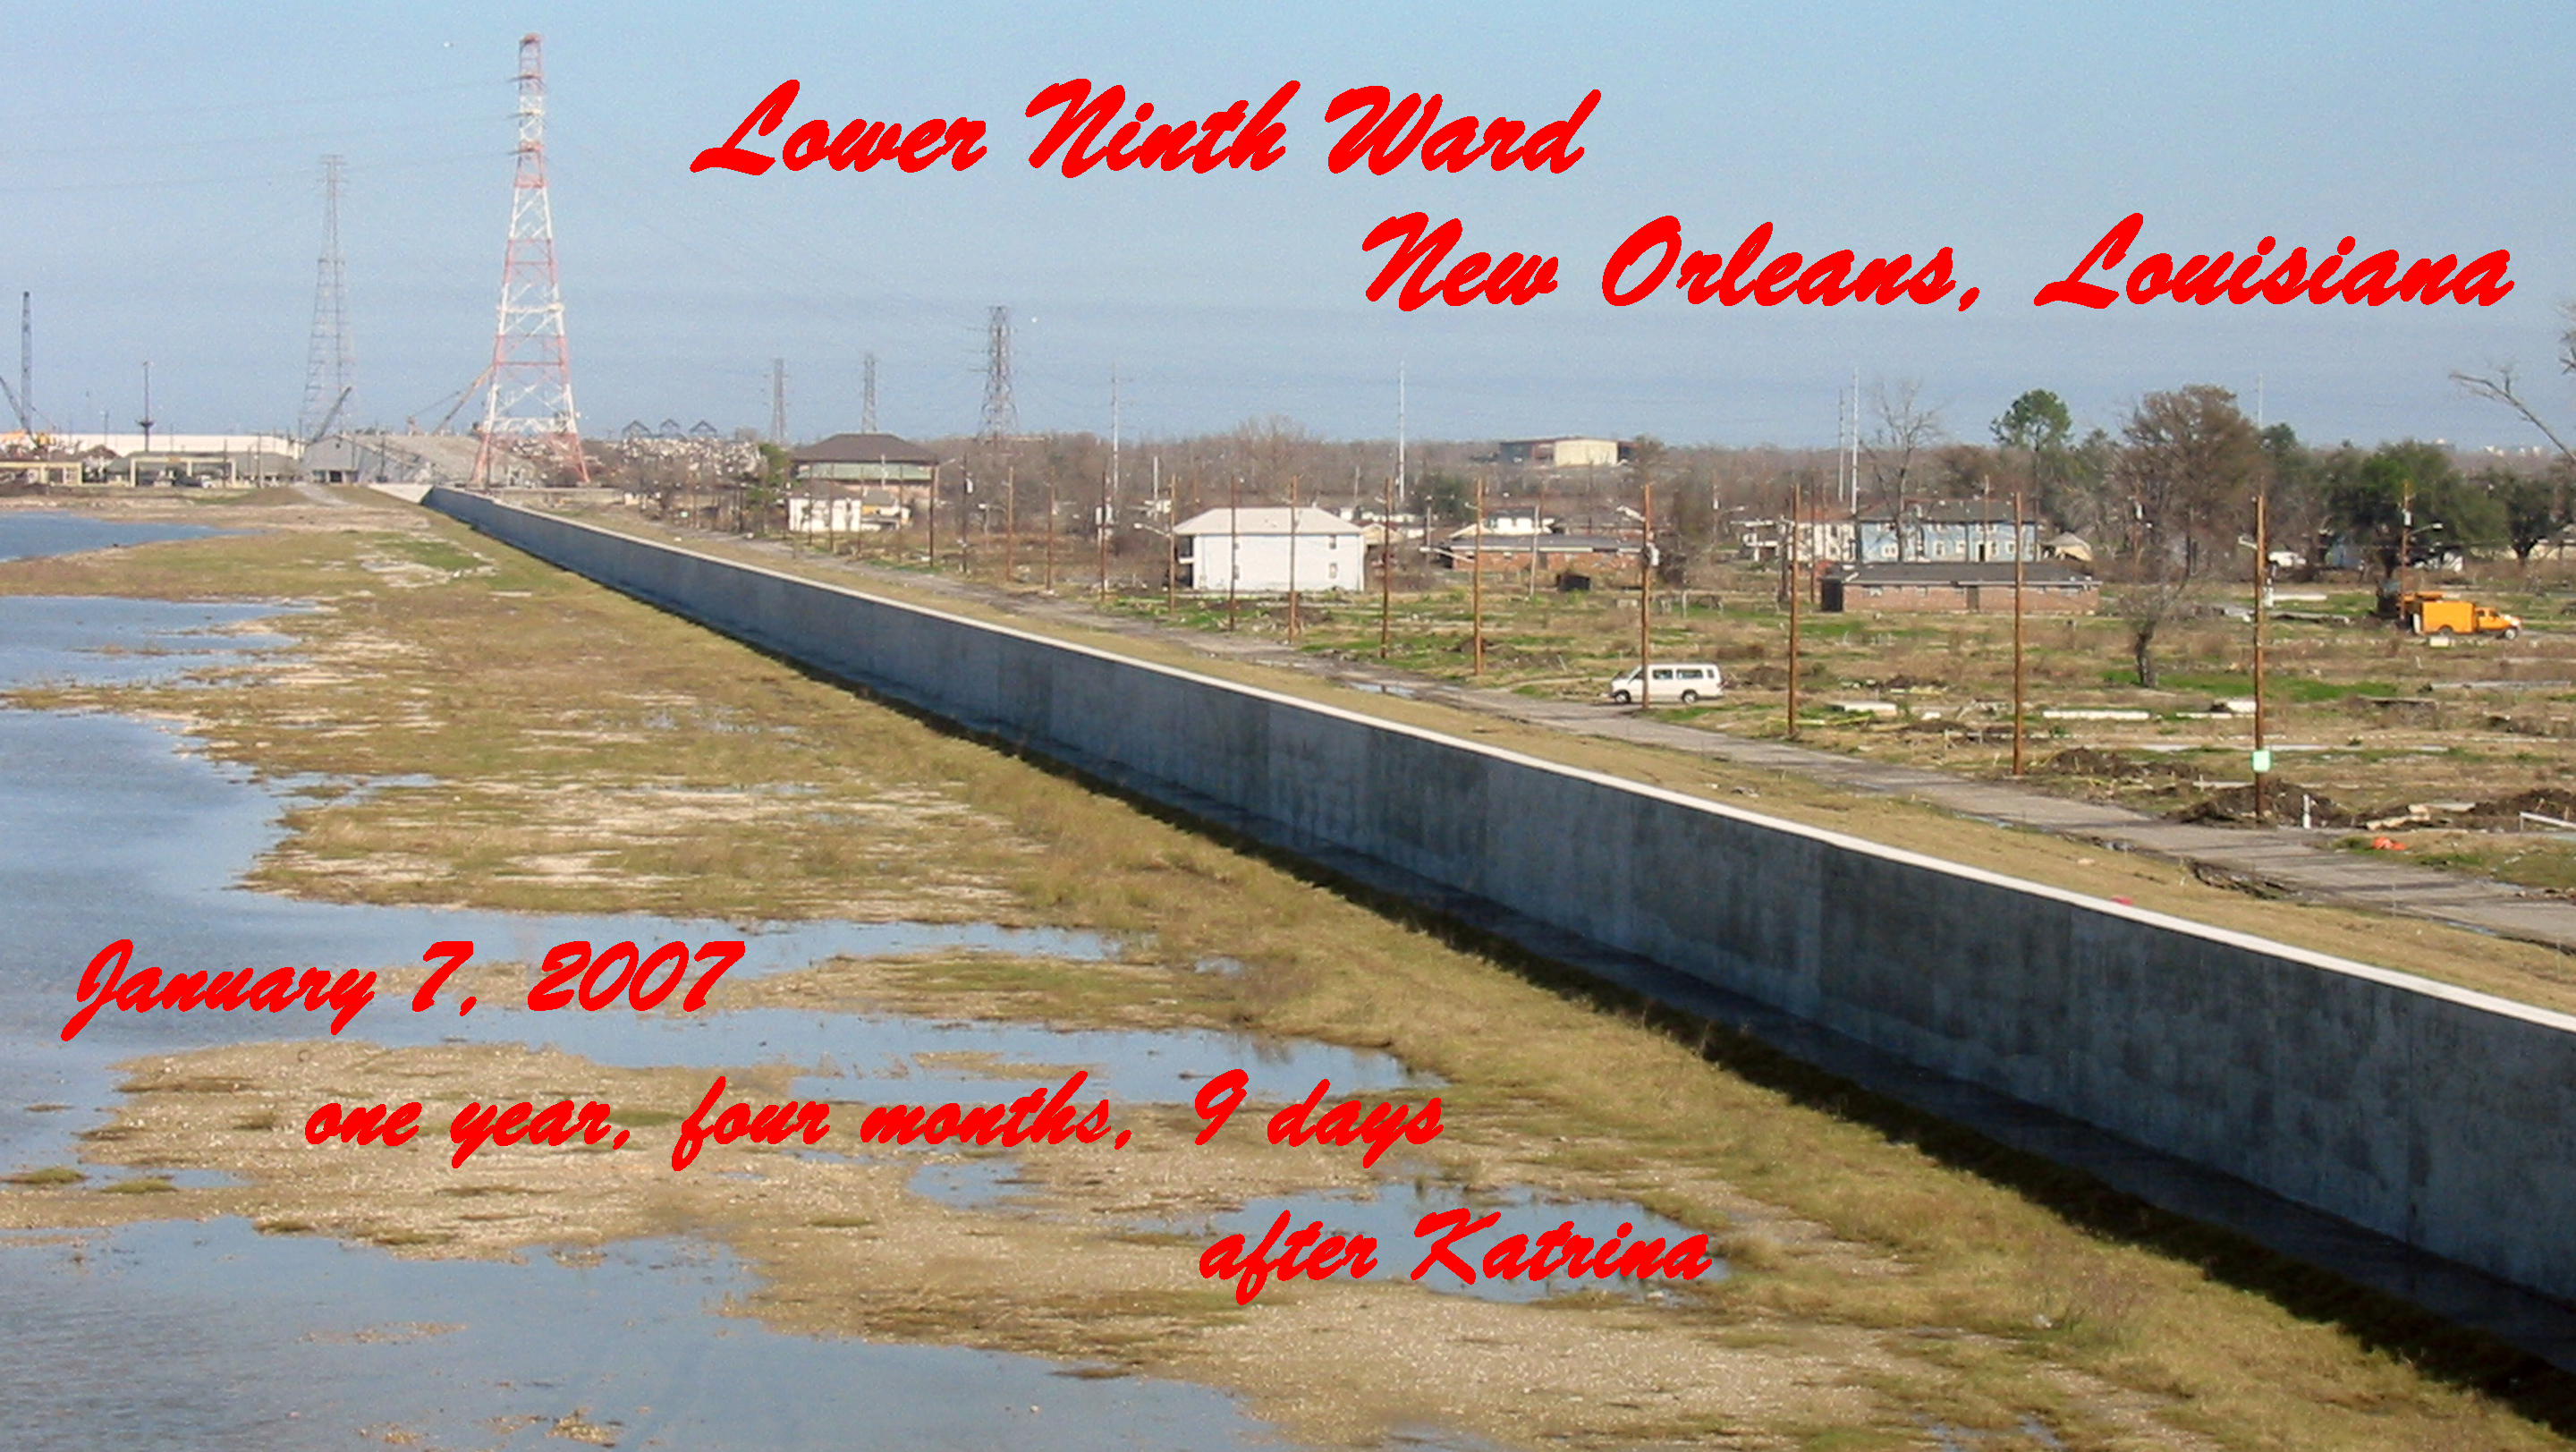 Lower Ninth Ward
New Orleans, Louisiana
January 7, 2007
one year, four months, 9 days
after Katrina